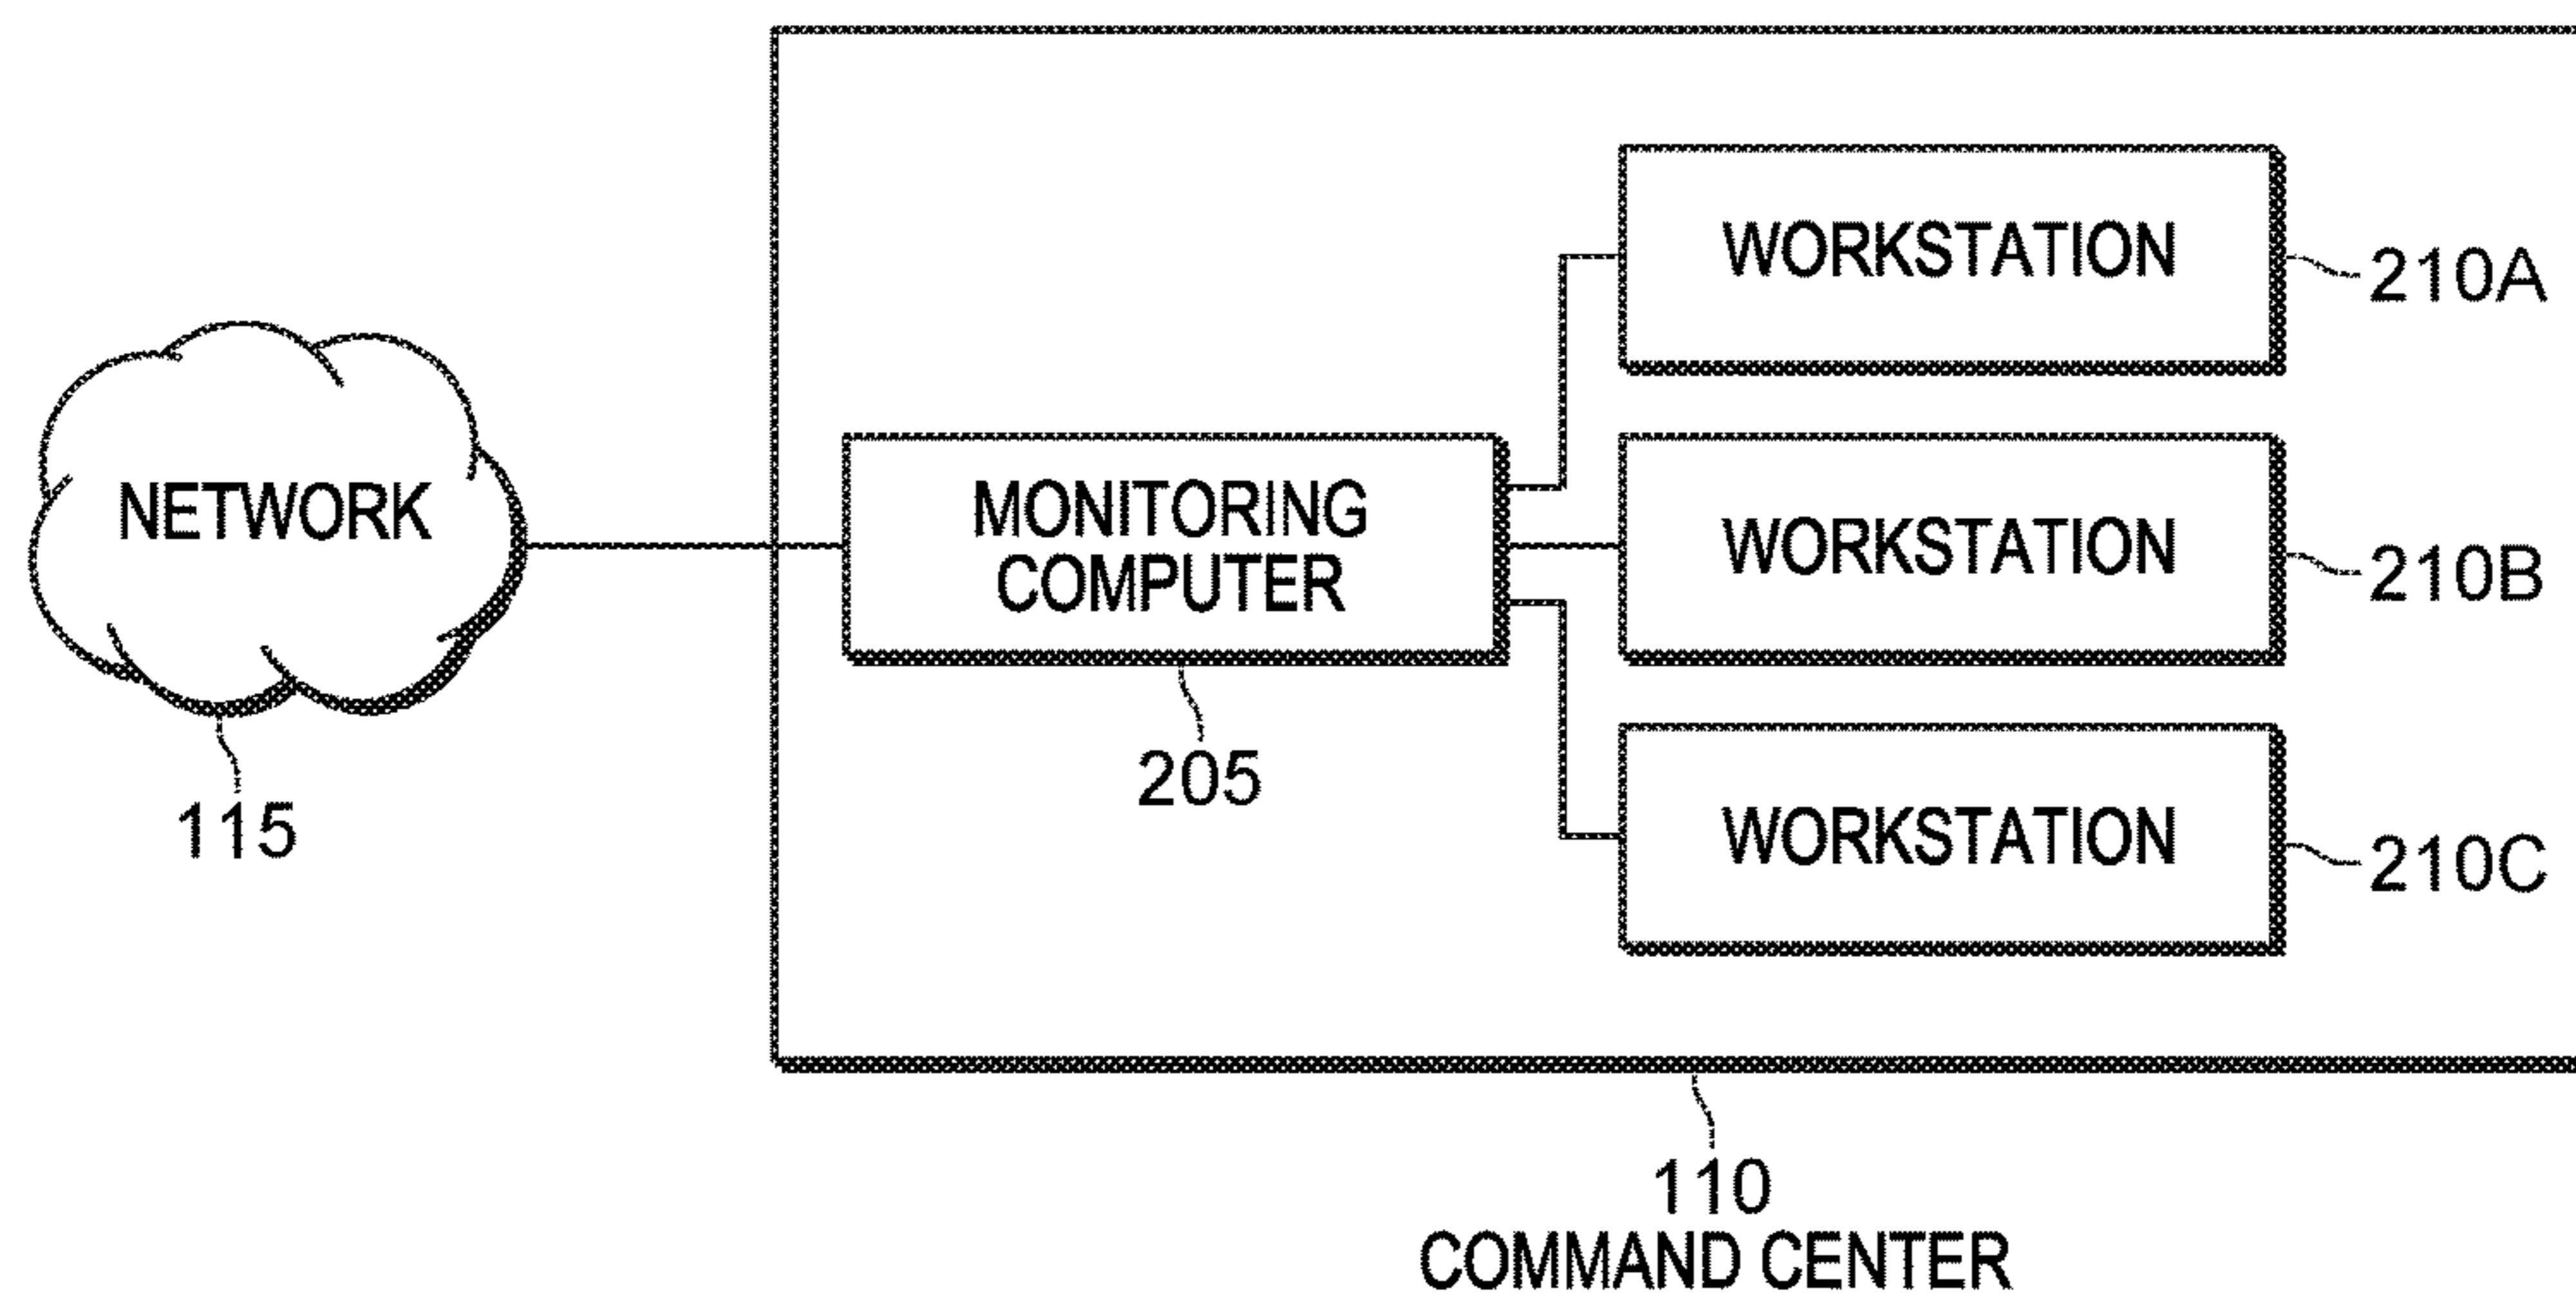 WORKSTATION
210A
NETWORK
MONITORING
COMPUTER
WORKSTATION
210B
205
115
WORKSTATION
210C
110
COMMAND CENTER